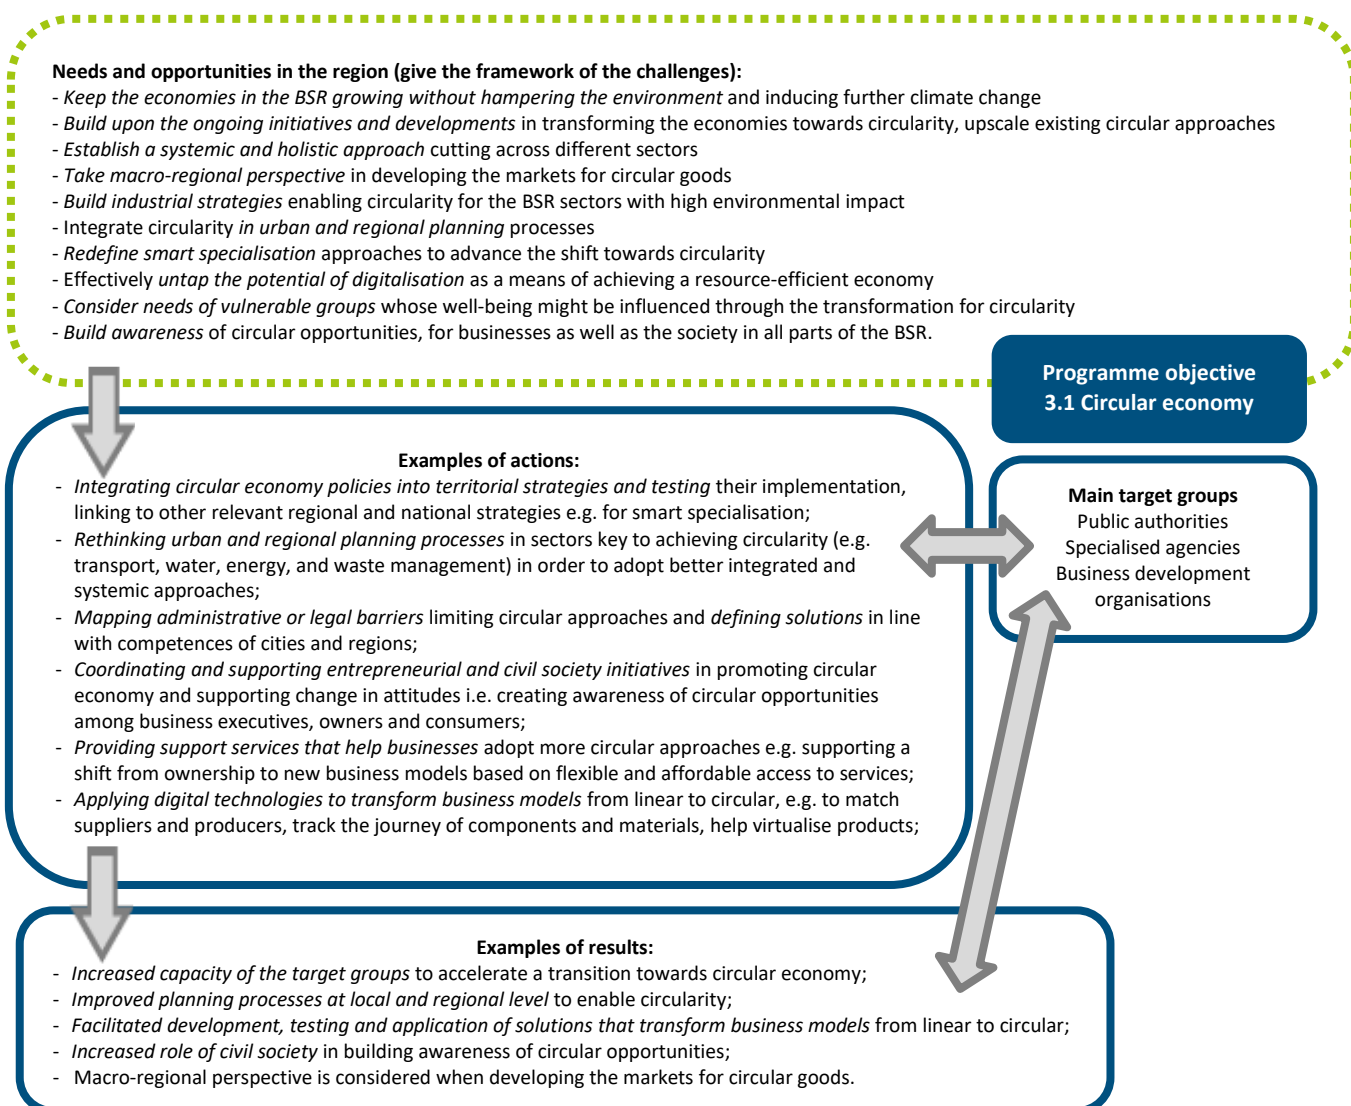 Needs and opportunities in the region (give the framework of the challenges):
- Keep the economies in the BSR growing without hampering the environment and inducing further climate change
- Build upon the ongoing initiatives and developments in transforming the economies towards circularity, upscale existing circular approaches
- Establish a systemic and holistic approach cutting across different sectors
- Take macro-regional perspective in developing the markets for circular goods
- Build industrial strategies enabling circularity for the BSR sectors with high environmental impact
- Integrate circularity in urban and regional planning processes
- Redefine smart specialisation approaches to advance the shift towards circularity
- Effectively untap the potential of digitalisation as a means of achieving a resource-efficient economy
- Consider needs of vulnerable groups whose well-being might be influenced through the transformation for circularity
- Build awareness of circular opportunities, for businesses as well as the society in all parts of the BSR.
Programme objective
3.1 Circular economy
Examples of actions:
- Integrating circular economy policies into territorial strategies and testing their implementation,
linking to other relevant regional and national strategies e.g. for smart specialisation;
- Rethinking urban and regional planning processes in sectors key to achieving circularity (e.g.
transport, water, energy, and waste management) in order to adopt better integrated and
systemic approaches;
- Mapping administrative or legal barriers limiting circular approaches and defining solutions in line
with competences of cities and regions;
- Coordinating and supporting entrepreneurial and civil society initiatives in promoting circular
economy and supporting change in attitudes i.e. creating awareness of circular opportunities
among business executives, owners and consumers;
- Providing support services that help businesses adopt more circular approaches e.g. supporting a
shift from ownership to new business models based on flexible and affordable access to services;
- Applying digital technologies to transform business models from linear to circular, e.g. to match
suppliers and producers, track the journey of components and materials, help virtualise products;
Main target groups
Public authorities
Specialised agencies
Business development
organisations
Examples of results:
- Increased capacity of the target groups to accelerate a transition towards circular economy;
- Improved planning processes at local and regional level to enable circularity;
- Facilitated development, testing and application of solutions that transform business models from linear to circular;
- Increased role of civil society in building awareness of circular opportunities;
- Macro-regional perspective is considered when developing the markets for circular goods.